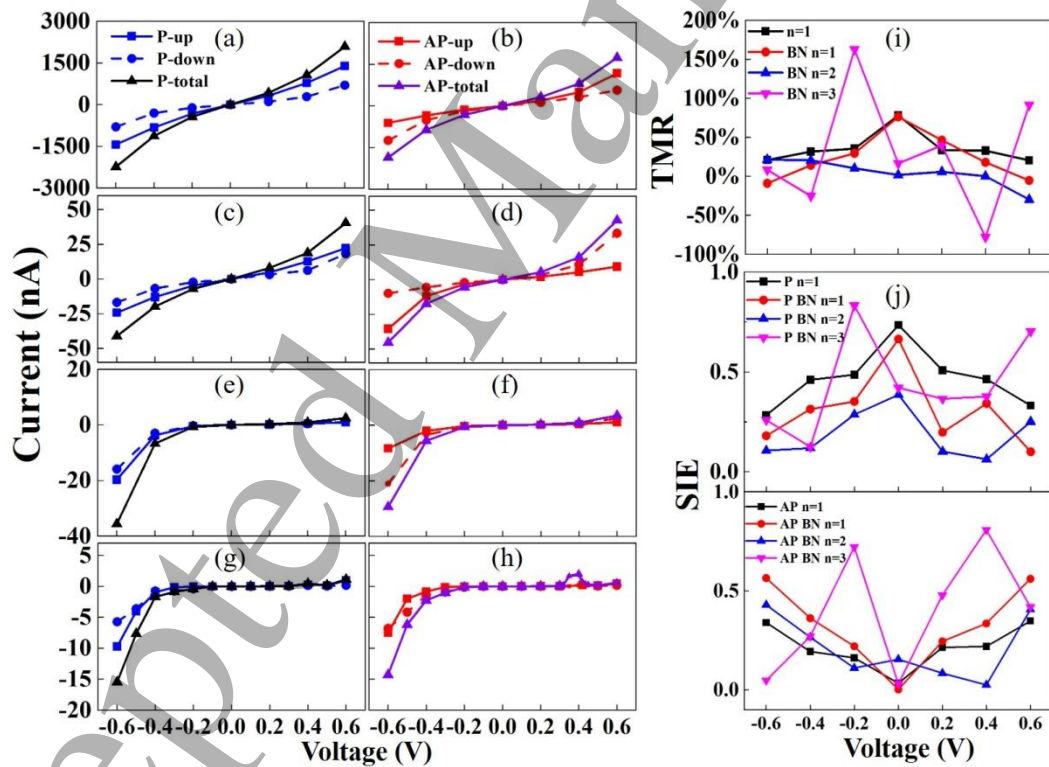 3000
1500
0
-1500
-3000
P-up
P-down
P-total
(a)
AP-up
AP-down
AP-total
(b)
50
25
0
-25
-50
(c)
(d)
20
0
-20
-40
(e)
(f)
5
0
-5
-10
-15
-20
(g)
(h)
Current (nA)
-0.6 -0.4 -0.2 0.0 0.2 0.4 0.6
-0.6 -0.4 -0.2 0.0 0.2 0.4 0.6
Voltage (V)
200%
150%
100%
50%
0%
-50%
-100%
TMR
n=1
BN n=1
BN n=2
BN n=3
(i)
1.0
0.5
0.0
P n=1
P BN n=1
P BN n=2
P BN n=3
(j)
SIE
1.0
0.5
0.0
AP n=1
AP BN n=1
AP BN n=2
AP BN n=3
-0.6 -0.4 -0.2 0.0 0.2 0.4 0.6
Voltage (V)
epted Man